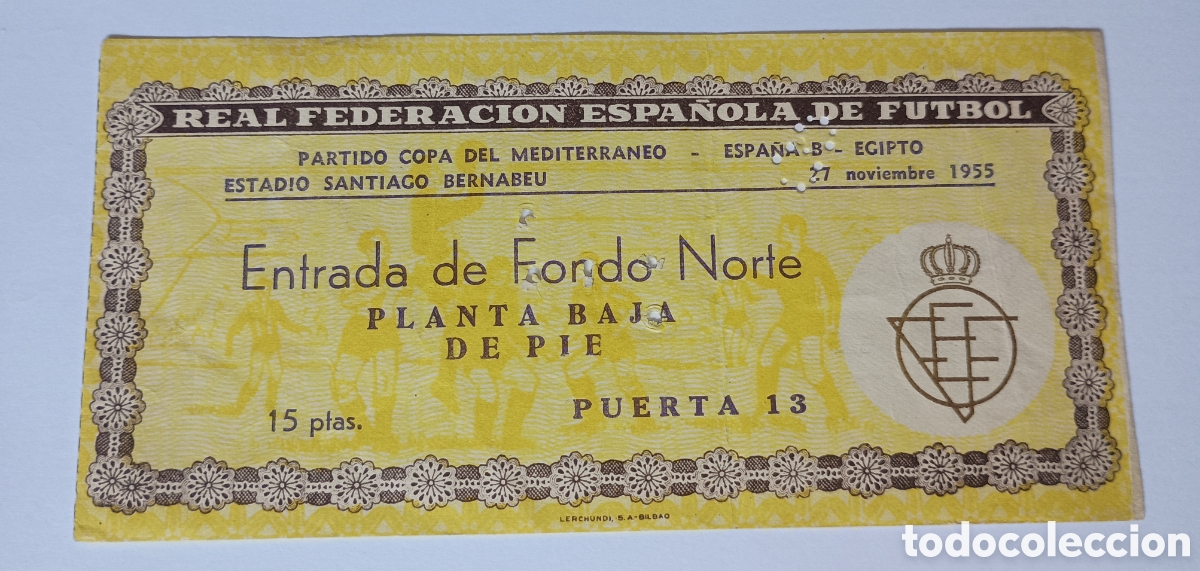 REAL FEDERACION ESPAÑOLA DE FUTBOL
PARTIDO COPA DEL MEDITERRANEO - ESPAÑA B - EGIPTO
ESTADIO SANTIAGO BERNABEU 27 noviembre 1955
Entrada de Fondo Norte
PLANTA BAJA
DE PIE
15 ptas. PUERTA 13
LERCHUNDI, S.A-BILBAO
todocoleccion